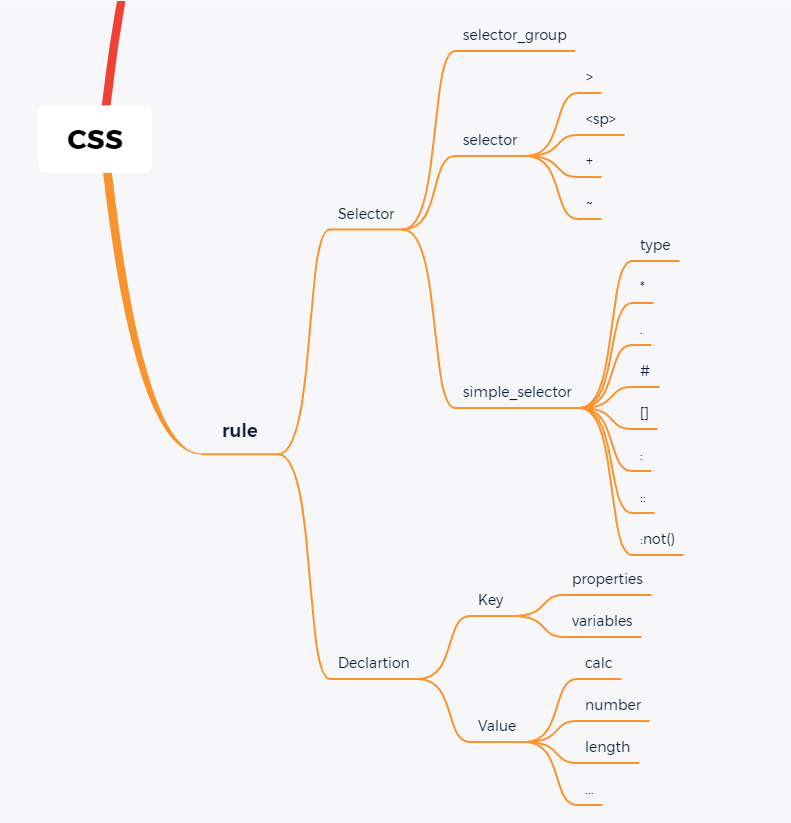 selector_group
>
CSS
<sp>
selector
+
~
Selector
type
*
.
#
simple_selector
[]
rule
:
::
:not()
properties
Key
variables
Declartion
calc
number
Value
length
...